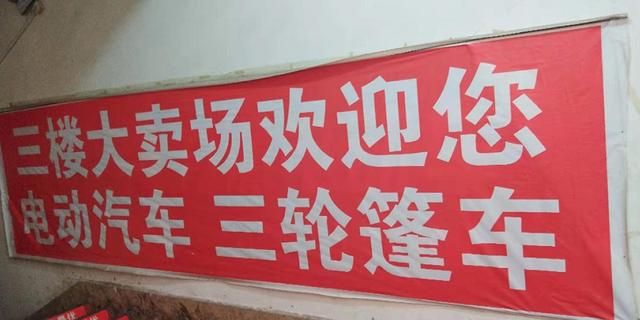 三楼大卖场欢迎您
电动汽车 三轮篷车